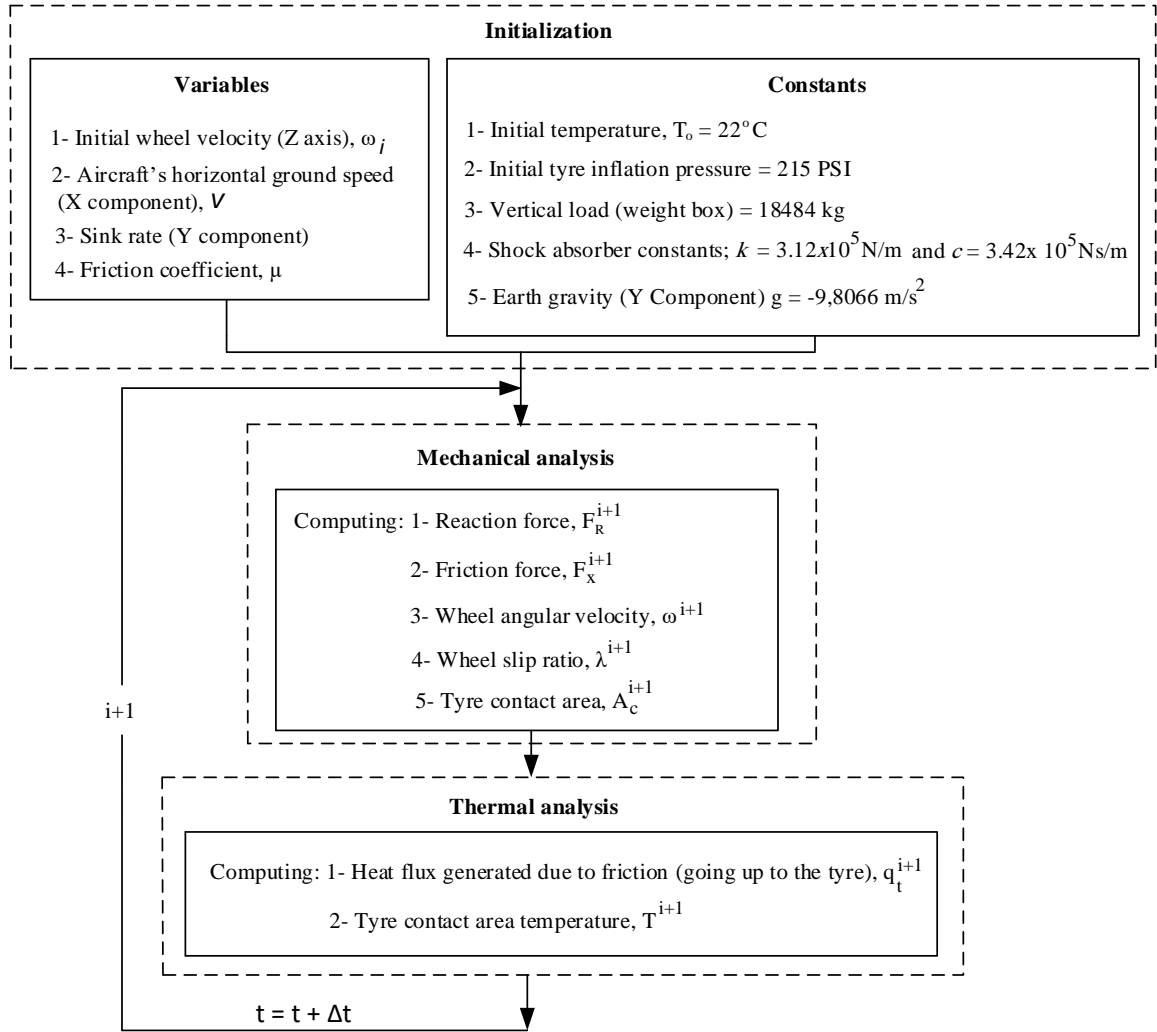 Initialization
Variables
1- Initial wheel velocity (Z axis), ω_i
2- Aircraft's horizontal ground speed
(X component), V
3- Sink rate (Y component)
4- Friction coefficient, μ
Constants
1- Initial temperature, T_o = 22°C
2- Initial tyre inflation pressure = 215 PSI
3- Vertical load (weight box) = 18484 kg
4- Shock absorber constants; k = 3.12x10^5 N/m and c = 3.42x 10^5 Ns/m
5- Earth gravity (Y Component) g = -9,8066 m/s^2
Mechanical analysis
Computing: 1- Reaction force, F_R^{i+1}
2- Friction force, F_x^{i+1}
3- Wheel angular velocity, ω^{i+1}
4- Wheel slip ratio, λ^{i+1}
5- Tyre contact area, A_c^{i+1}
i+1
Thermal analysis
Computing: 1- Heat flux generated due to friction (going up to the tyre), q_t^{i+1}
2- Tyre contact area temperature, T^{i+1}
t = t + Δt